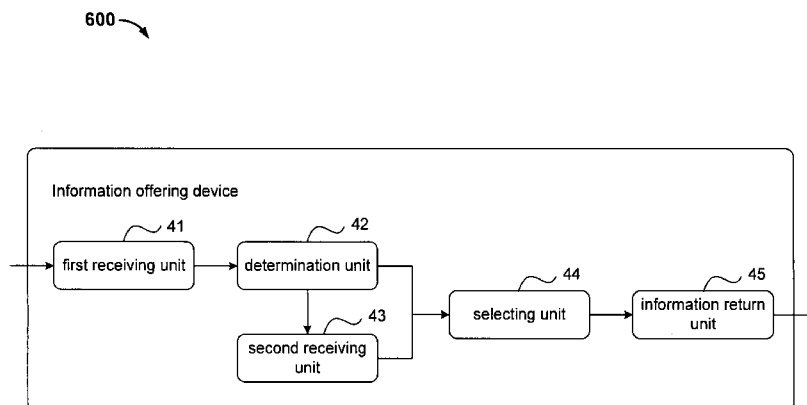 600
Information offering device
41
first receiving unit
42
determination unit
43
second receiving
unit
44
selecting unit
45
information return
unit